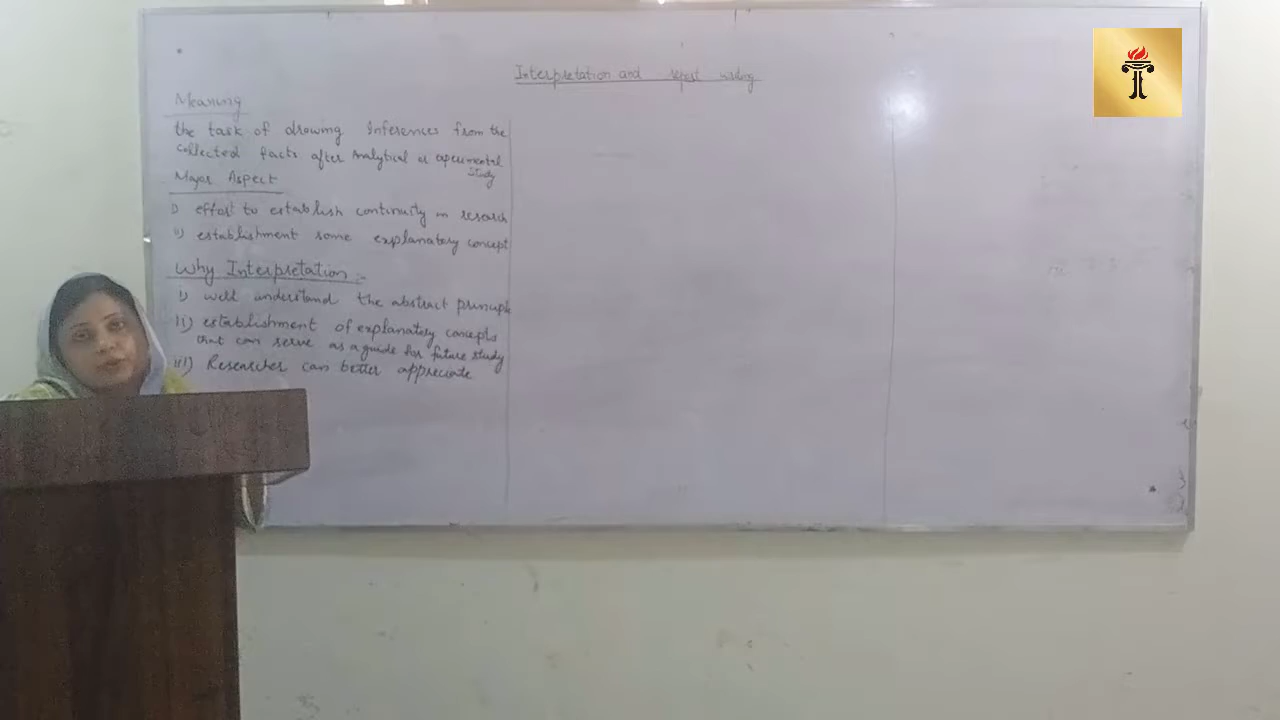 Interpretation and report writing
Meaning
the task of drowing Inferences from the
Collected facts after Analytical or experimental
study
Major Aspect
i) effort to establish continuity in research
ii) establishment some explanatory concept
Why Interpretation :-
i) well understand the abstract principle
ii) establishment of explanatory concepts
that can serve as a guide for future study
iii) Researcher can better appreciate